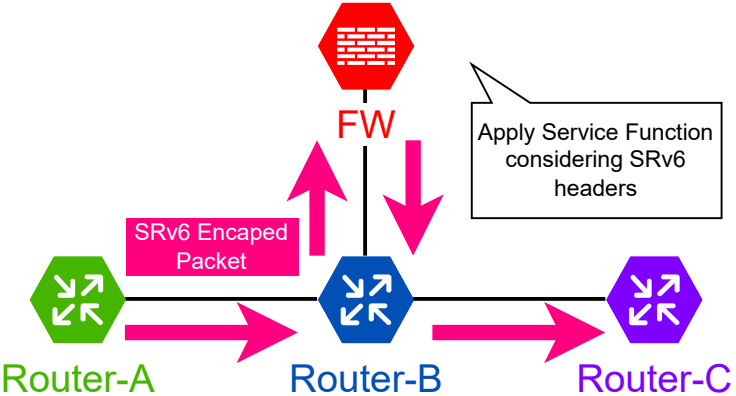 FW
Apply Service Function
considering SRv6
headers
SRv6 Encaped
Packet
Router-A
Router-B
Router-C